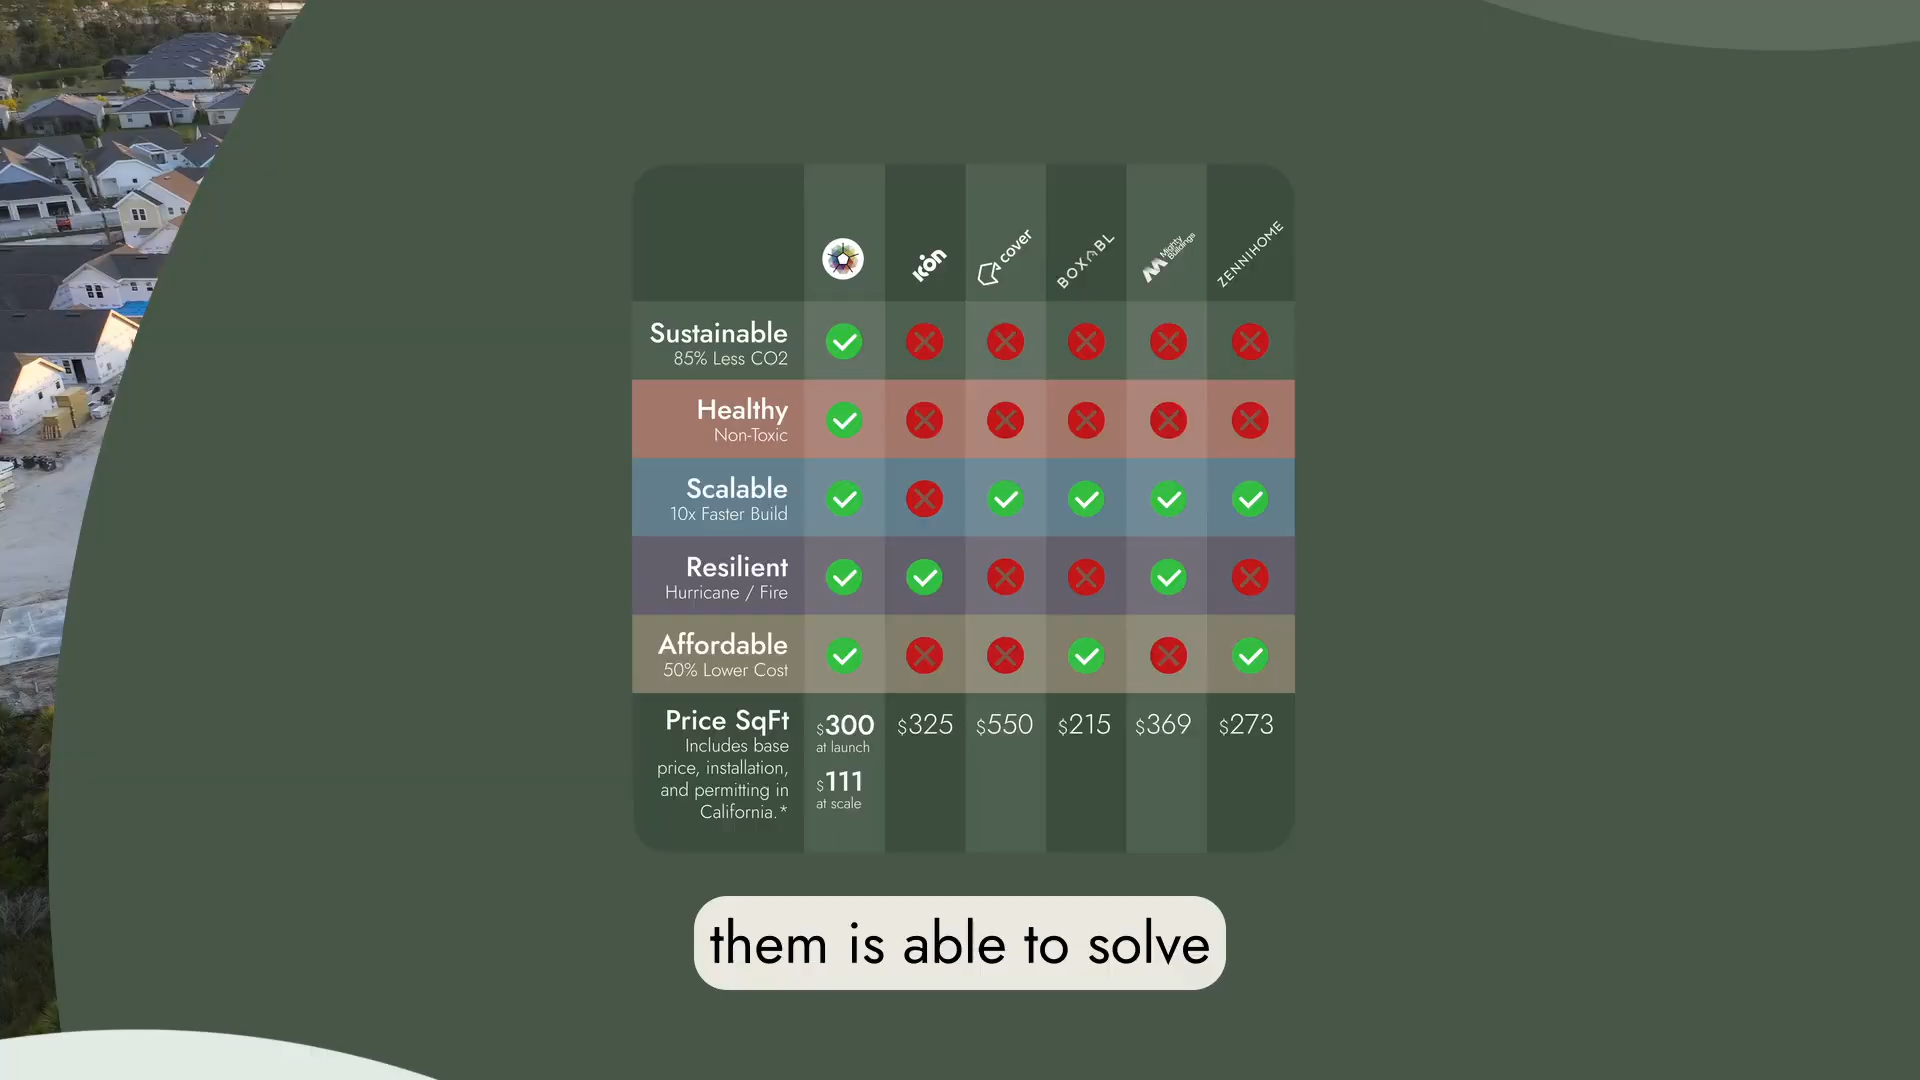 ICON
cover
BOXABL
Mighty
Buildings
ZENNIHOME
Sustainable
85% Less CO2
Healthy
Non-Toxic
Scalable
10x Faster Build
Resilient
Hurricane / Fire
Affordable
50% Lower Cost
Price SqFt
Includes base
price, installation,
and permitting in
California.*
$300
at launch
$111
at scale
$325
$550
$215
$369
$273
them is able to solve